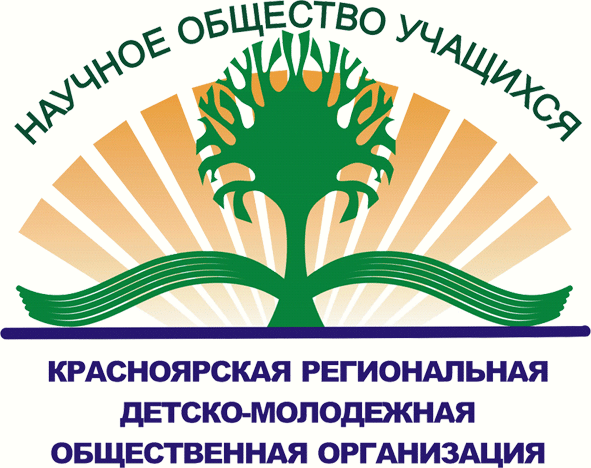 НАУЧНОЕ ОБЩЕСТВО УЧАЩИХСЯ
КРАСНОЯРСКАЯ РЕГИОНАЛЬНАЯ
ДЕТСКО-МОЛОДЕЖНАЯ
ОБЩЕСТВЕННАЯ ОРГАНИЗАЦИЯ